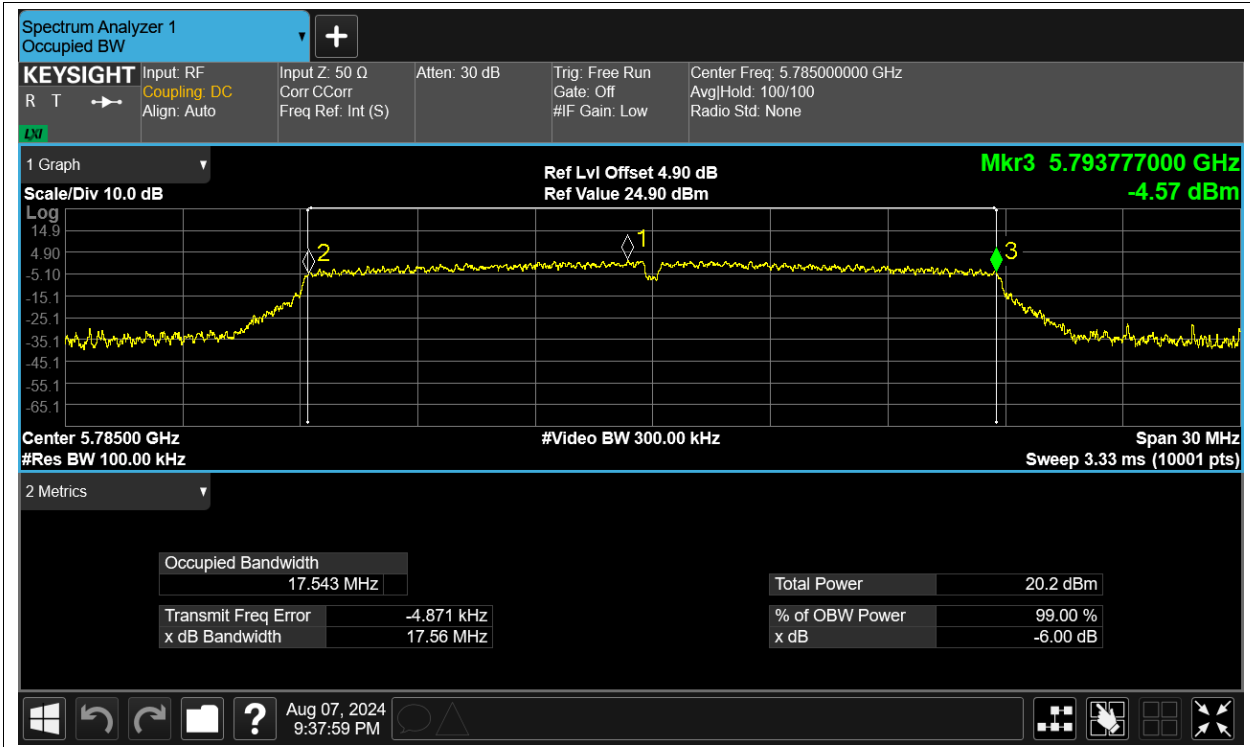 Spectrum Analyzer 1
Occupied BW
KEYSIGHT
R T
LXI
Input: RF
Coupling: DC
Align: Auto
Input Z: 50 Ω
Corr CCorr
Freq Ref: Int (S)
Atten: 30 dB
Trig: Free Run
Gate: Off
#IF Gain: Low
Center Freq: 5.785000000 GHz
Avg|Hold: 100/100
Radio Std: None
1 Graph
Scale/Div 10.0 dB
Ref Lvl Offset 4.90 dB
Ref Value 24.90 dBm
Mkr3 5.793777000 GHz
-4.57 dBm
Log
14.9
4.90
-5.10
-15.1
-25.1
-35.1
-45.1
-55.1
-65.1
2
1
3
Center 5.78500 GHz
#Res BW 100.00 kHz
#Video BW 300.00 kHz
Span 30 MHz
Sweep 3.33 ms (10001 pts)
2 Metrics
Occupied Bandwidth
17.543 MHz
Transmit Freq Error -4.871 kHz
x dB Bandwidth 17.56 MHz
Total Power 20.2 dBm
% of OBW Power 99.00 %
x dB -6.00 dB
?
Aug 07, 2024
9:37:59 PM